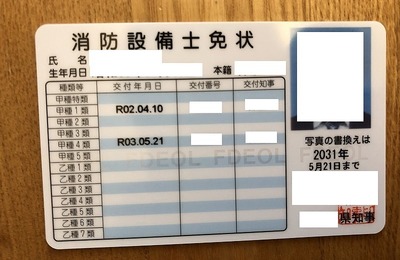 消防設備士免状
氏 名
生年月日 本籍
種類等 交付年月日 交付番号 交付知事
甲種特類
甲種1類 R02.04.10
甲種2類
甲種3類
甲種4類 R03.05.21
甲種5類
乙種1類
乙種2類
乙種3類
乙種4類
乙種5類
乙種6類
乙種7類
FDEOL FDEOL FDEOL
写真の書換えは
2031年
5月21日まで
県知事